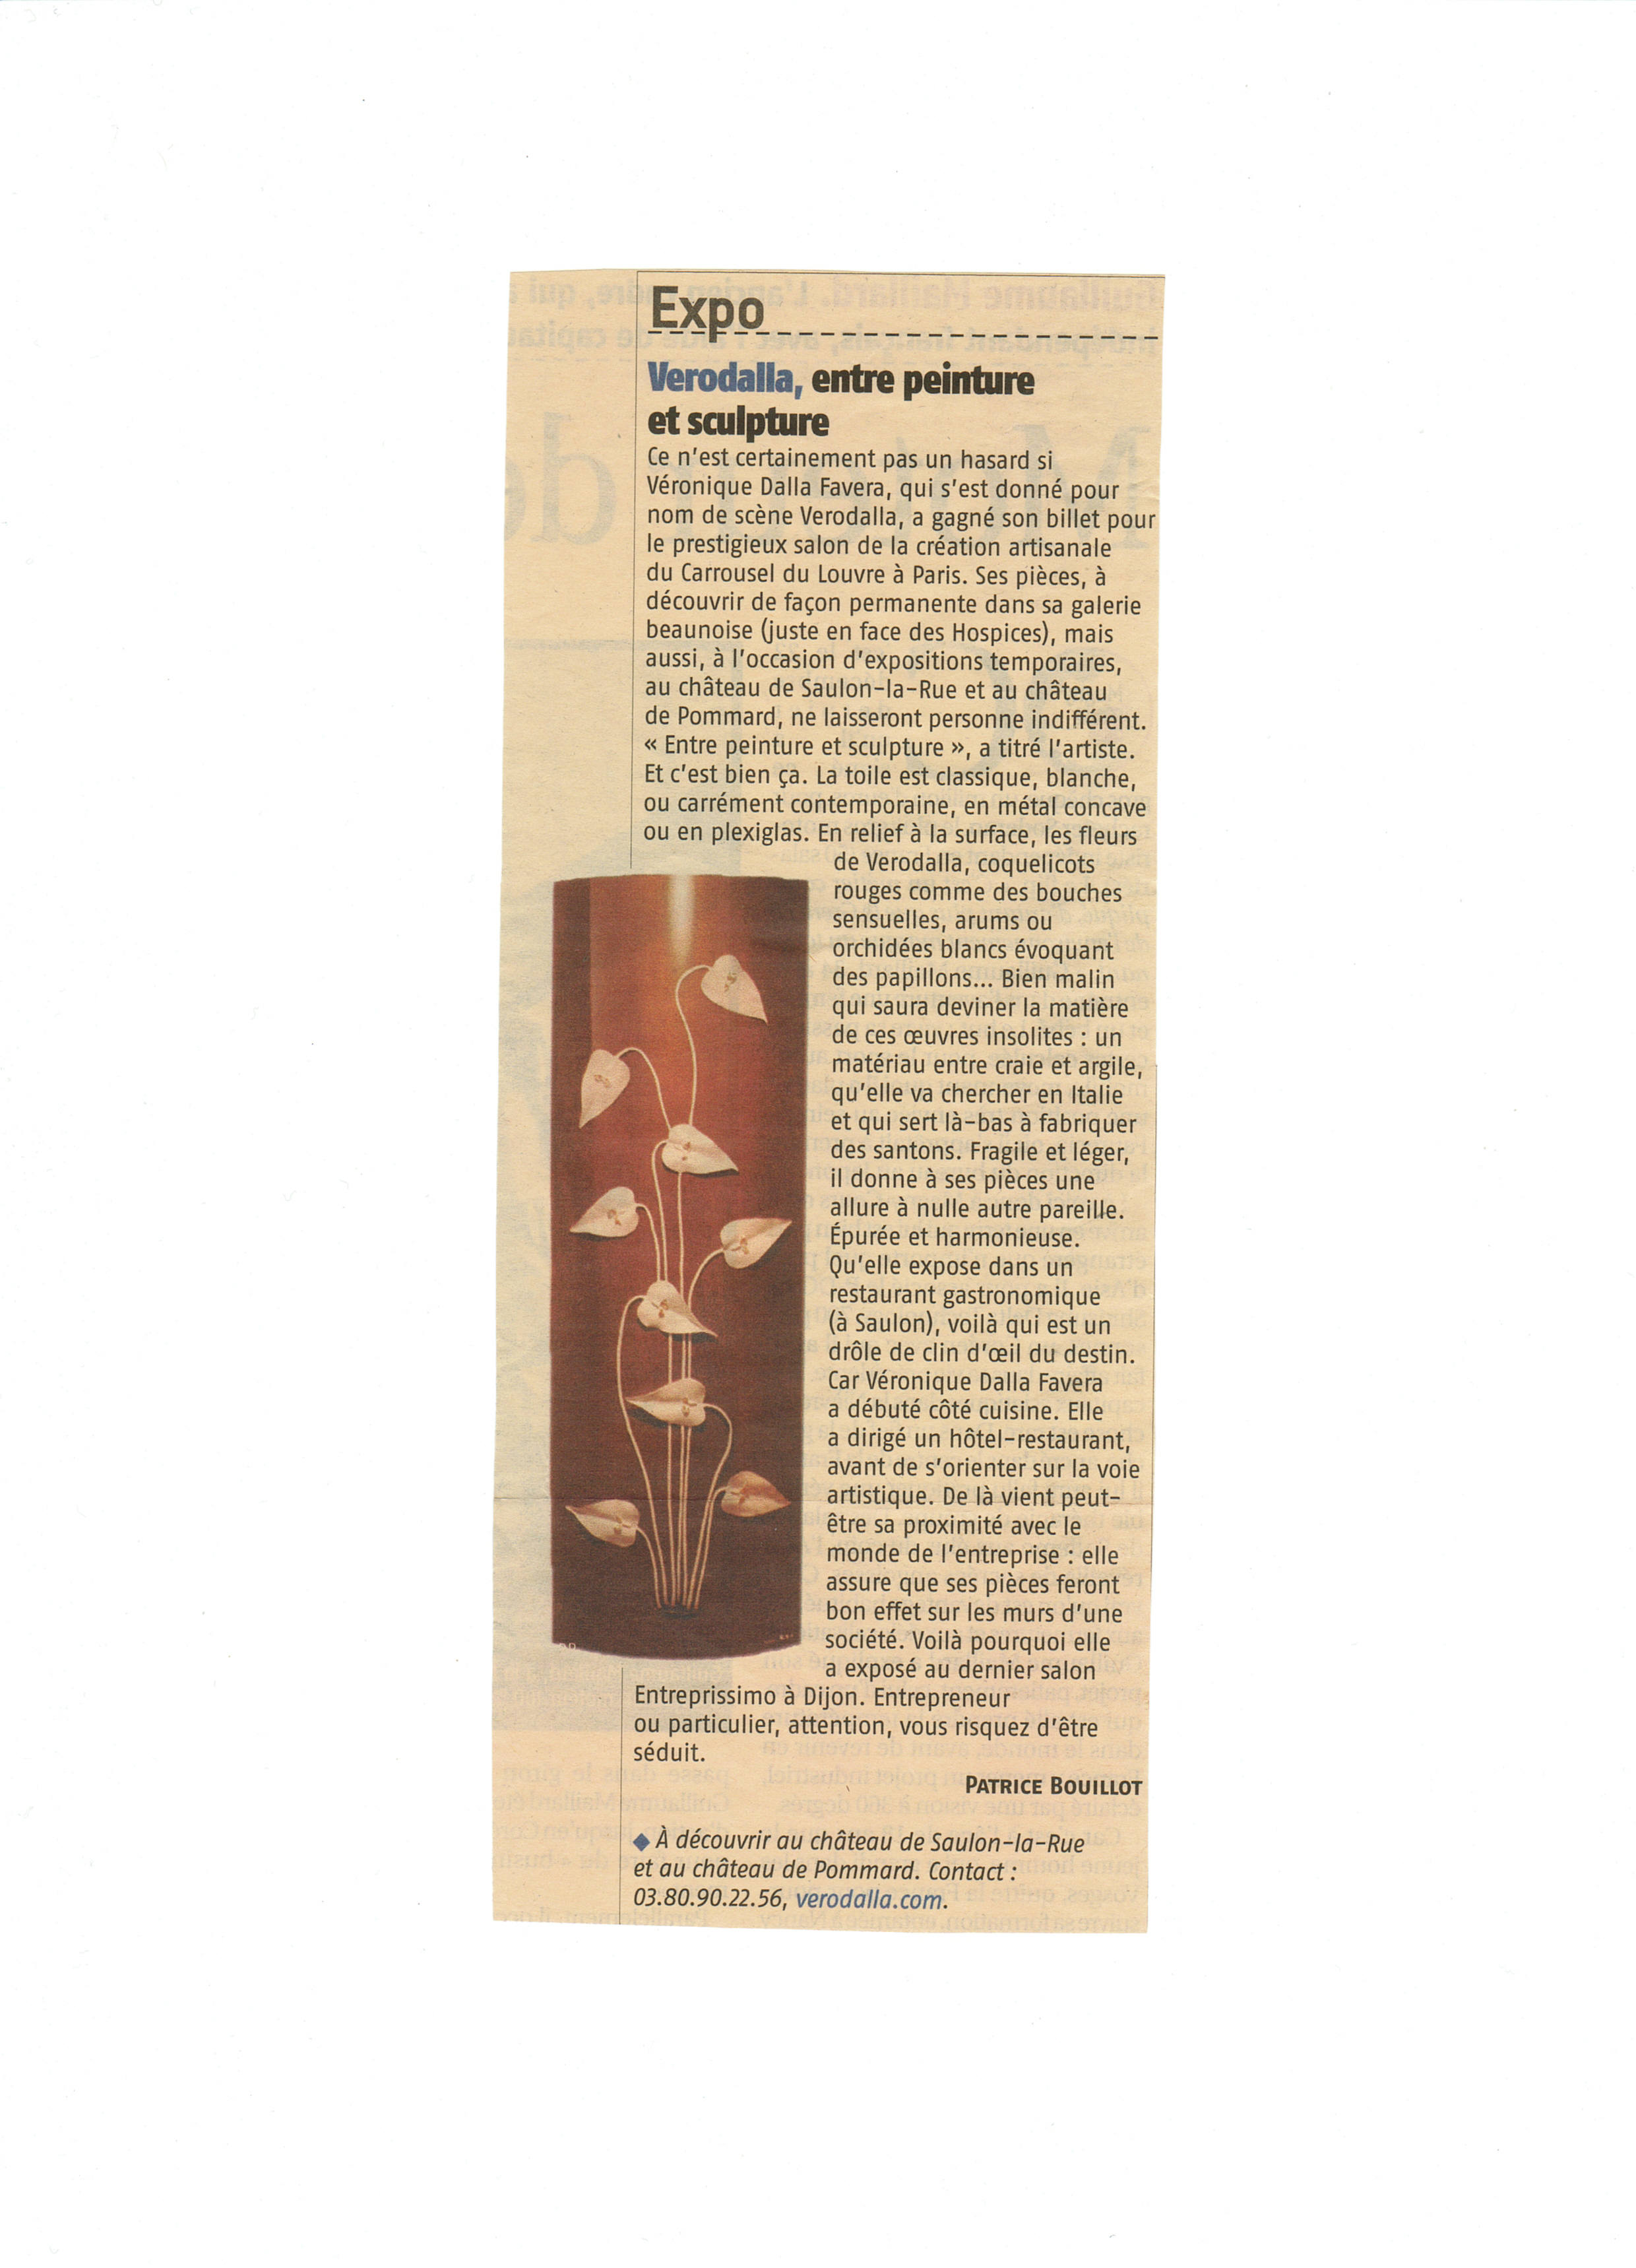 Expo
Verodalla, entre peinture
et sculpture
Ce n'est certainement pas un hasard si
Véronique Dalla Favera, qui s'est donné pour
nom de scène Verodalla, a gagné son billet pour
le prestigieux salon de la création artisanale
du Carrousel du Louvre à Paris. Ses pièces, à
découvrir de façon permanente dans sa galerie
beaunoise (juste en face des Hospices), mais
aussi, à l'occasion d'expositions temporaires,
au château de Saulon-la-Rue et au château
de Pommard, ne laisseront personne indifférent.
« Entre peinture et sculpture », a titré l'artiste.
Et c'est bien ça. La toile est classique, blanche,
ou carrément contemporaine, en métal concave
ou en plexiglas. En relief à la surface, les fleurs
de Verodalla, coquelicots
rouges comme des bouches
sensuelles, arums ou
orchidées blancs évoquant
des papillons... Bien malin
qui saura deviner la matière
de ces œuvres insolites : un
matériau entre craie et argile,
qu'elle va chercher en Italie
et qui sert là-bas à fabriquer
des santons. Fragile et léger,
il donne à ses pièces une
allure à nulle autre pareille.
Épurée et harmonieuse.
Qu'elle expose dans un
restaurant gastronomique
(à Saulon), voilà qui est un
drôle de clin d'œil du destin.
Car Véronique Dalla Favera
a débuté côté cuisine. Elle
a dirigé un hôtel-restaurant,
avant de s'orienter sur la voie
artistique. De là vient peut-
être sa proximité avec le
monde de l'entreprise : elle
assure que ses pièces feront
bon effet sur les murs d'une
société. Voilà pourquoi elle
a exposé au dernier salon
Entreprissimo à Dijon. Entrepreneur
ou particulier, attention, vous risquez d'être
séduit.
PATRICE BOUILLOT
◆ À découvrir au château de Saulon-la-Rue
et au château de Pommard. Contact :
03.80.90.22.56, verodalla.com.